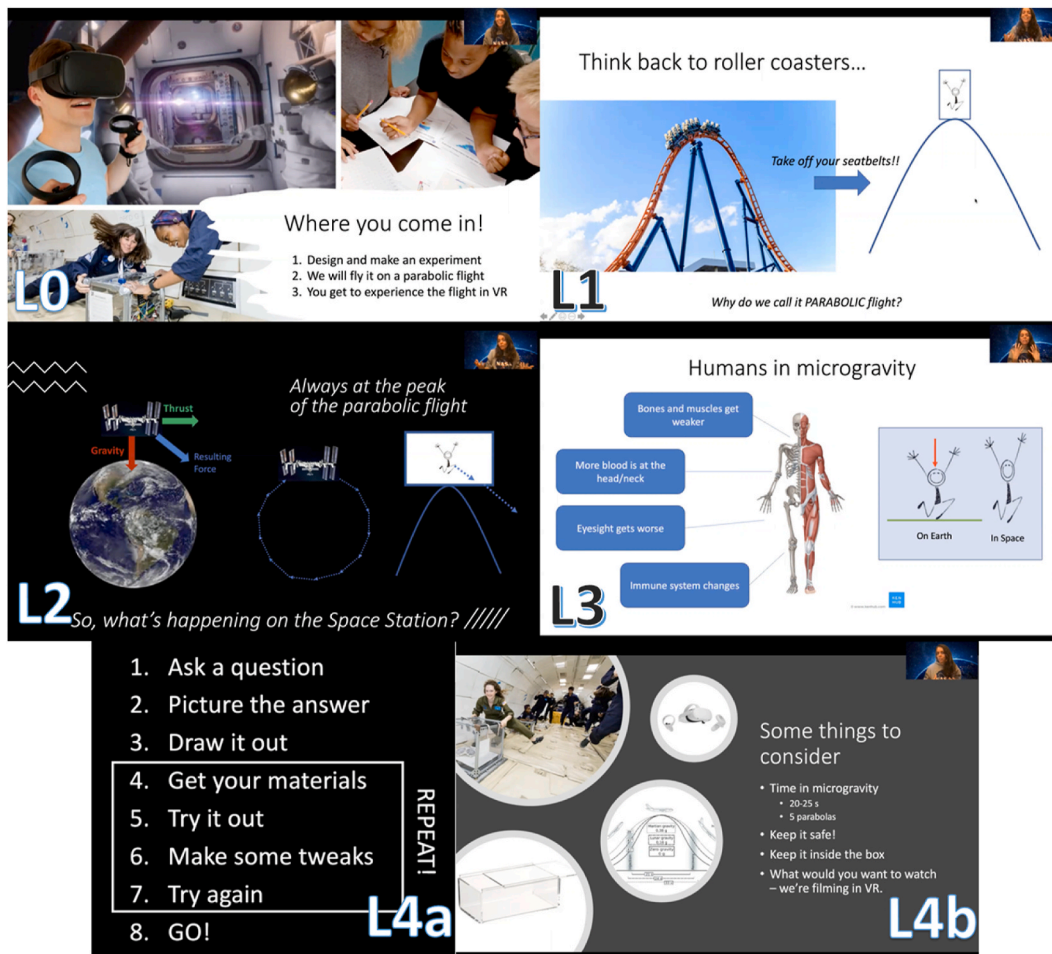 Where you come in!
1. Design and make an experiment
2. We will fly it on a parabolic flight
3. You get to experience the flight in VR
L0
Think back to roller coasters...
Take off your seatbelts!!
Why do we call it PARABOLIC flight?
L1
Always at the peak
of the parabolic flight
Thrust
Gravity
Resulting
Force
So, what's happening on the Space Station? /////
L2
Humans in microgravity
Bones and muscles get
weaker
More blood is at the
head/neck
Eyesight gets worse
Immune system changes
On Earth
In Space
L3
1. Ask a question
2. Picture the answer
3. Draw it out
4. Get your materials
5. Try it out
6. Make some tweaks
7. Try again
8. GO!
REPEAT!
L4a
Some things to
consider
• Time in microgravity
• 20-25 s
• 5 parabolas
• Keep it safe!
• Keep it inside the box
• What would you want to watch
– we're filming in VR.
Martian gravity
Lunar gravity
Zero gravity
L4b